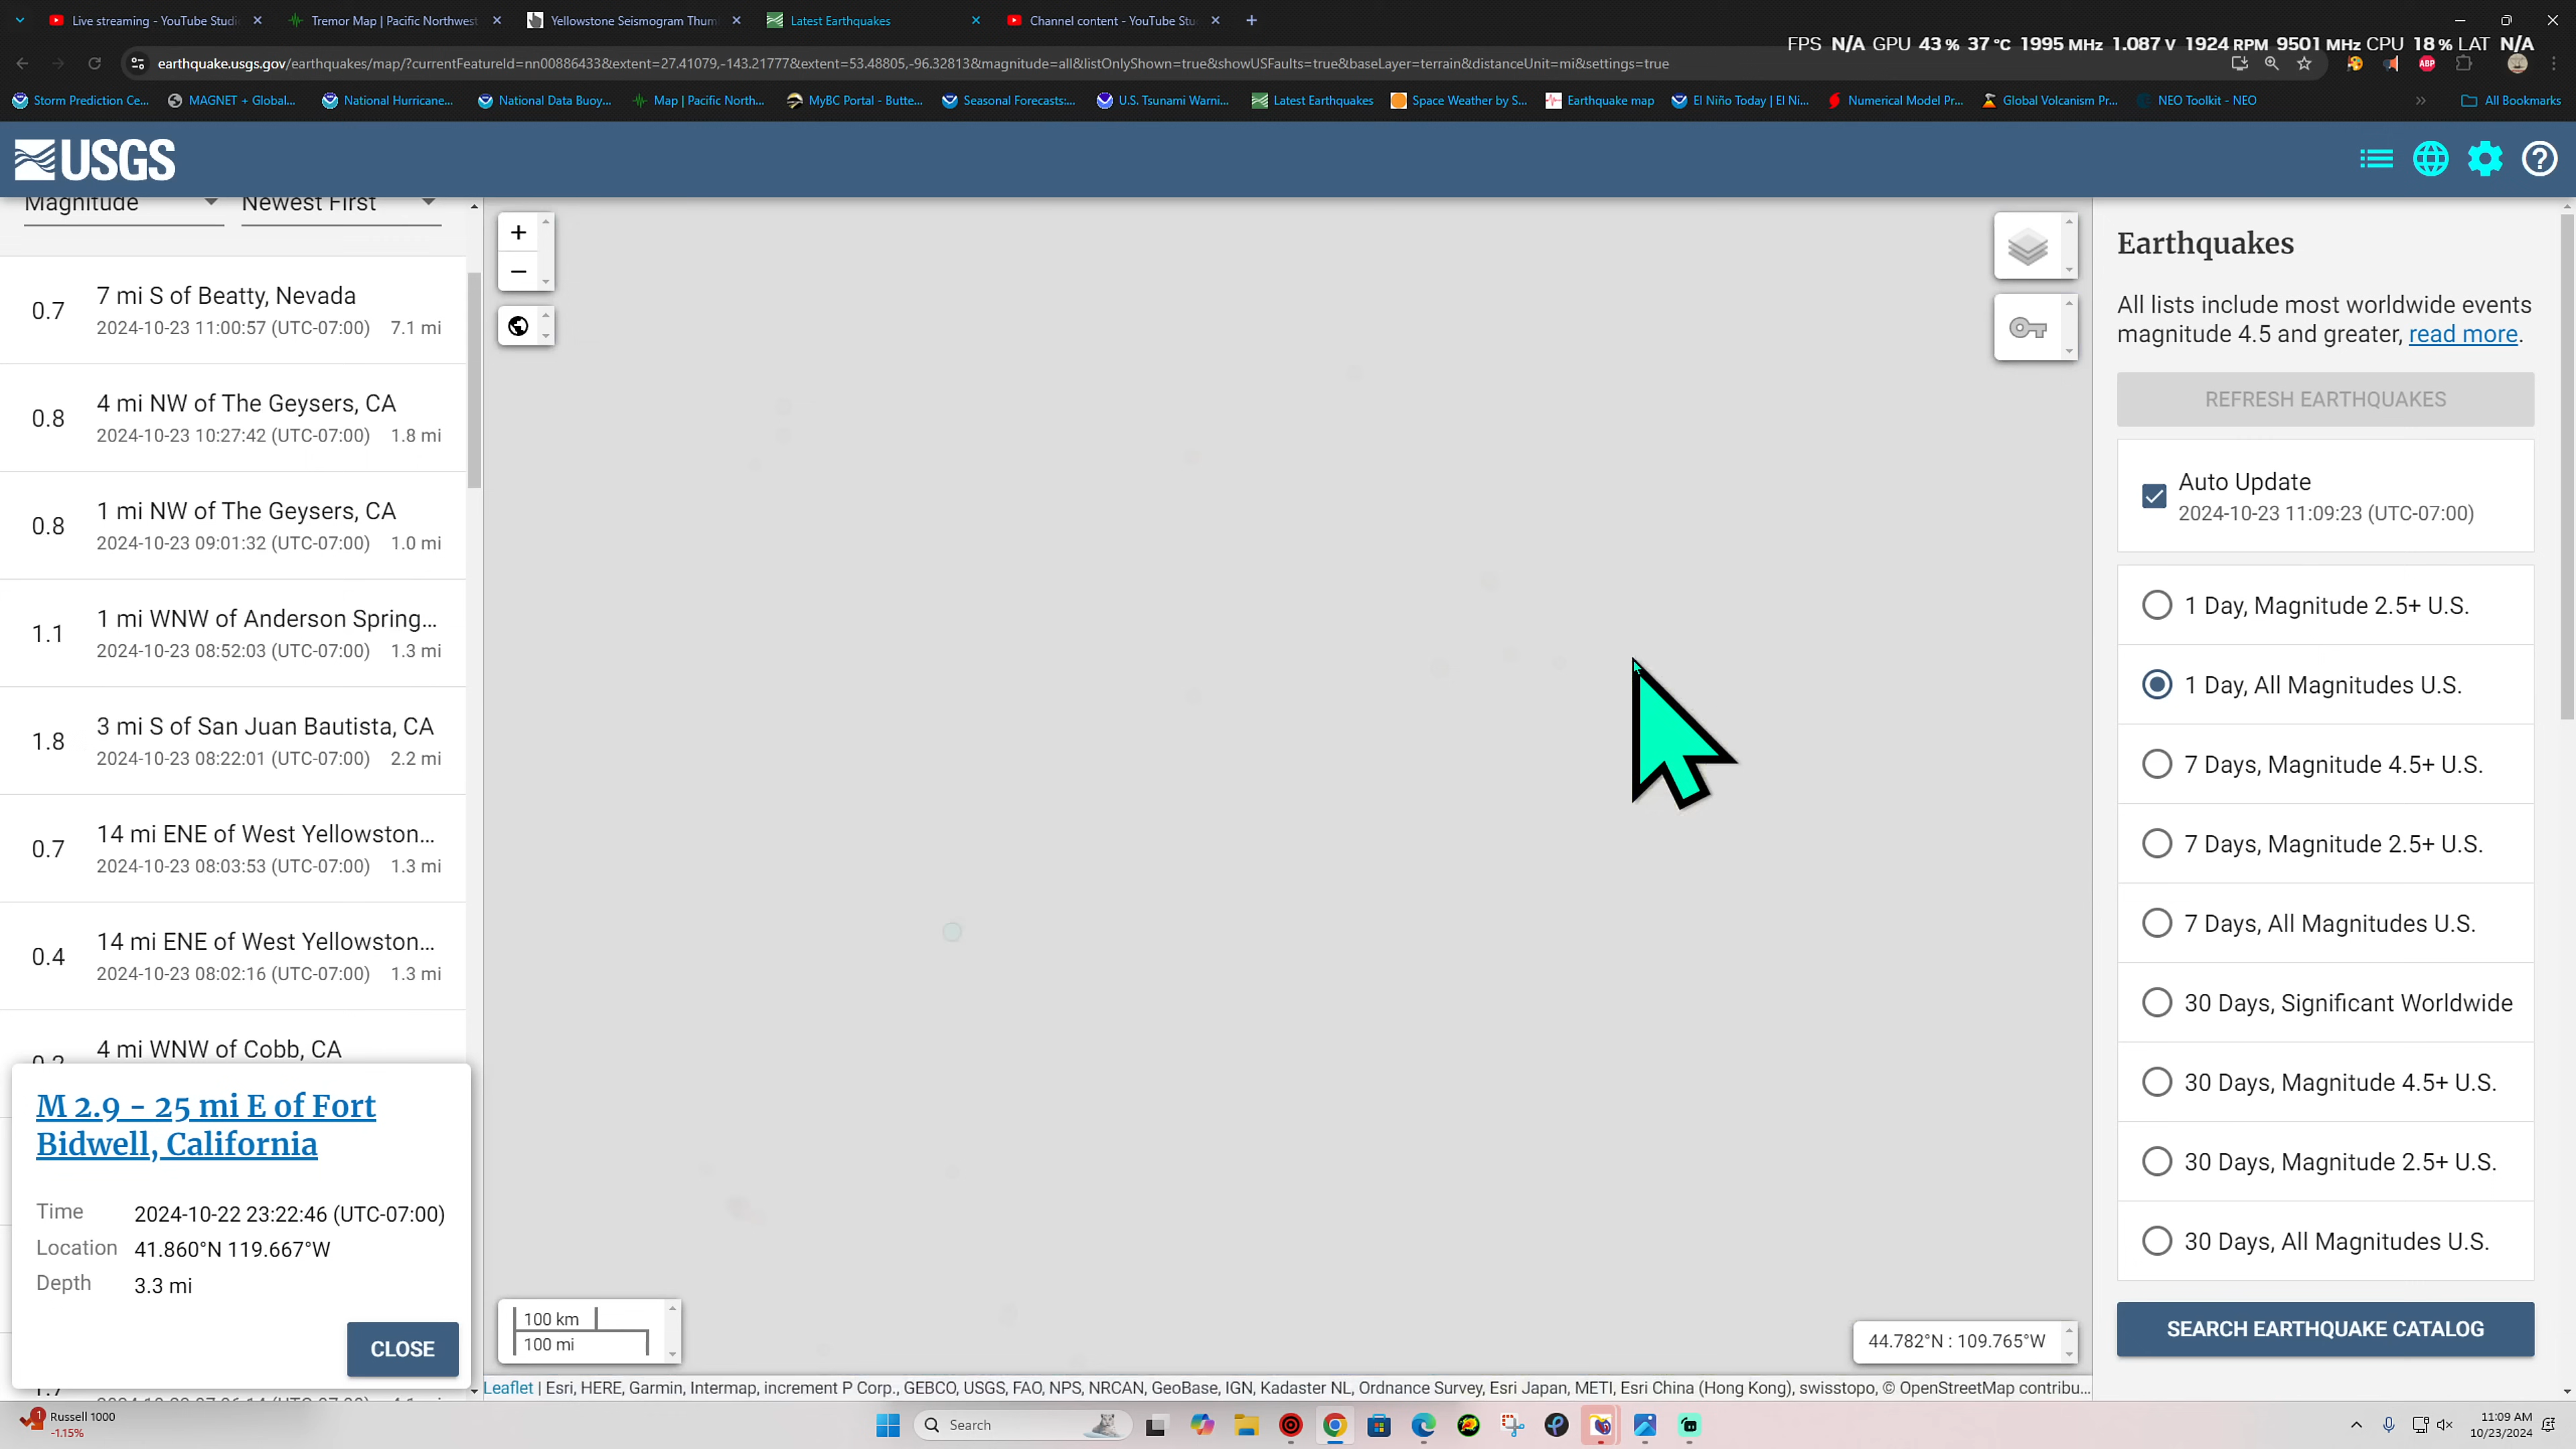 Live streaming - YouTube Studi
Tremor Map | Pacific Northwest
Yellowstone Seismogram Thum
Latest Earthquakes
Channel content - YouTube Stu
FPS N/A GPU 43 % 37 °C 1995 MHz 1.087 V 1924 RPM 9501 MHz CPU 18 % LAT N/A
earthquake.usgs.gov/earthquakes/map/?currentFeatureId=nn00886433&extent=27.41079,-143.21777&extent=53.48805,-96.32813&magnitude=all&listOnlyShown=true&showUSFaults=true&baseLayer=terrain&distanceUnit=mi&settings=true
ABP
Storm Prediction Ce...
MAGNET + Global...
National Hurricane...
National Data Buoy...
Map | Pacific North...
MyBC Portal - Butte...
Seasonal Forecasts:...
U.S. Tsunami Warni...
Latest Earthquakes
Space Weather by S...
Earthquake map
El Niño Today | El Ni...
Numerical Model Pr...
Global Volcanism Pr...
NEO Toolkit - NEO
All Bookmarks
USGS
Magnitude
Newest First
0.7
7 mi S of Beatty, Nevada
2024-10-23 11:00:57 (UTC-07:00) 7.1 mi
0.8
4 mi NW of The Geysers, CA
2024-10-23 10:27:42 (UTC-07:00) 1.8 mi
0.8
1 mi NW of The Geysers, CA
2024-10-23 09:01:32 (UTC-07:00) 1.0 mi
1.1
1 mi WNW of Anderson Spring...
2024-10-23 08:52:03 (UTC-07:00) 1.3 mi
1.8
3 mi S of San Juan Bautista, CA
2024-10-23 08:22:01 (UTC-07:00) 2.2 mi
0.7
14 mi ENE of West Yellowston...
2024-10-23 08:03:53 (UTC-07:00) 1.3 mi
0.4
14 mi ENE of West Yellowston...
2024-10-23 08:02:16 (UTC-07:00) 1.3 mi
4 mi WNW of Cobb, CA
M 2.9 - 25 mi E of Fort
Bidwell, California
Time 2024-10-22 23:22:46 (UTC-07:00)
Location 41.860°N 119.667°W
Depth 3.3 mi
CLOSE
+
−
100 km
100 mi
44.782°N : 109.765°W
Leaflet | Esri, HERE, Garmin, Intermap, increment P Corp., GEBCO, USGS, FAO, NPS, NRCAN, GeoBase, IGN, Kadaster NL, Ordnance Survey, Esri Japan, METI, Esri China (Hong Kong), swisstopo, © OpenStreetMap contribu...
Earthquakes
All lists include most worldwide events
magnitude 4.5 and greater, read more.
REFRESH EARTHQUAKES
Auto Update
2024-10-23 11:09:23 (UTC-07:00)
1 Day, Magnitude 2.5+ U.S.
1 Day, All Magnitudes U.S.
7 Days, Magnitude 4.5+ U.S.
7 Days, Magnitude 2.5+ U.S.
7 Days, All Magnitudes U.S.
30 Days, Significant Worldwide
30 Days, Magnitude 4.5+ U.S.
30 Days, Magnitude 2.5+ U.S.
30 Days, All Magnitudes U.S.
SEARCH EARTHQUAKE CATALOG
1
Russell 1000
-1.15%
Search
11:09 AM
10/23/2024